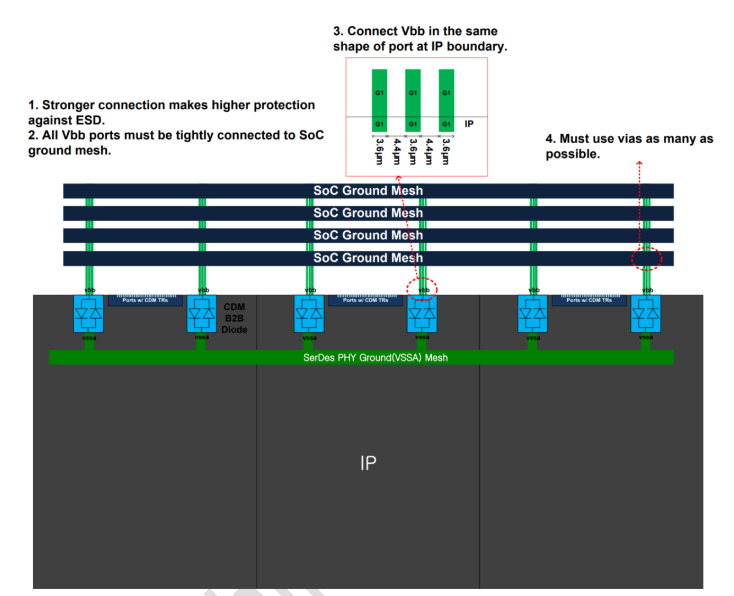 3. Connect Vbb in the same
shape of port at IP boundary.
G1 G1 G1
G1 G1 G1 IP
3.6μm 4.4μm 3.6μm 4.4μm 3.6μm
1. Stronger connection makes higher protection
against ESD.
2. All Vbb ports must be tightly connected to SoC
ground mesh.
4. Must use vias as many as
possible.
SoC Ground Mesh
SoC Ground Mesh
SoC Ground Mesh
SoC Ground Mesh
vbb vbb vbb vbb vbb vbb
Ports w/ CDM TRs Ports w/ CDM TRs Ports w/ CDM TRs
CDM
B2B
Diode
vssa vssa vssa vssa vssa vssa
SerDes PHY Ground(VSSA) Mesh
IP